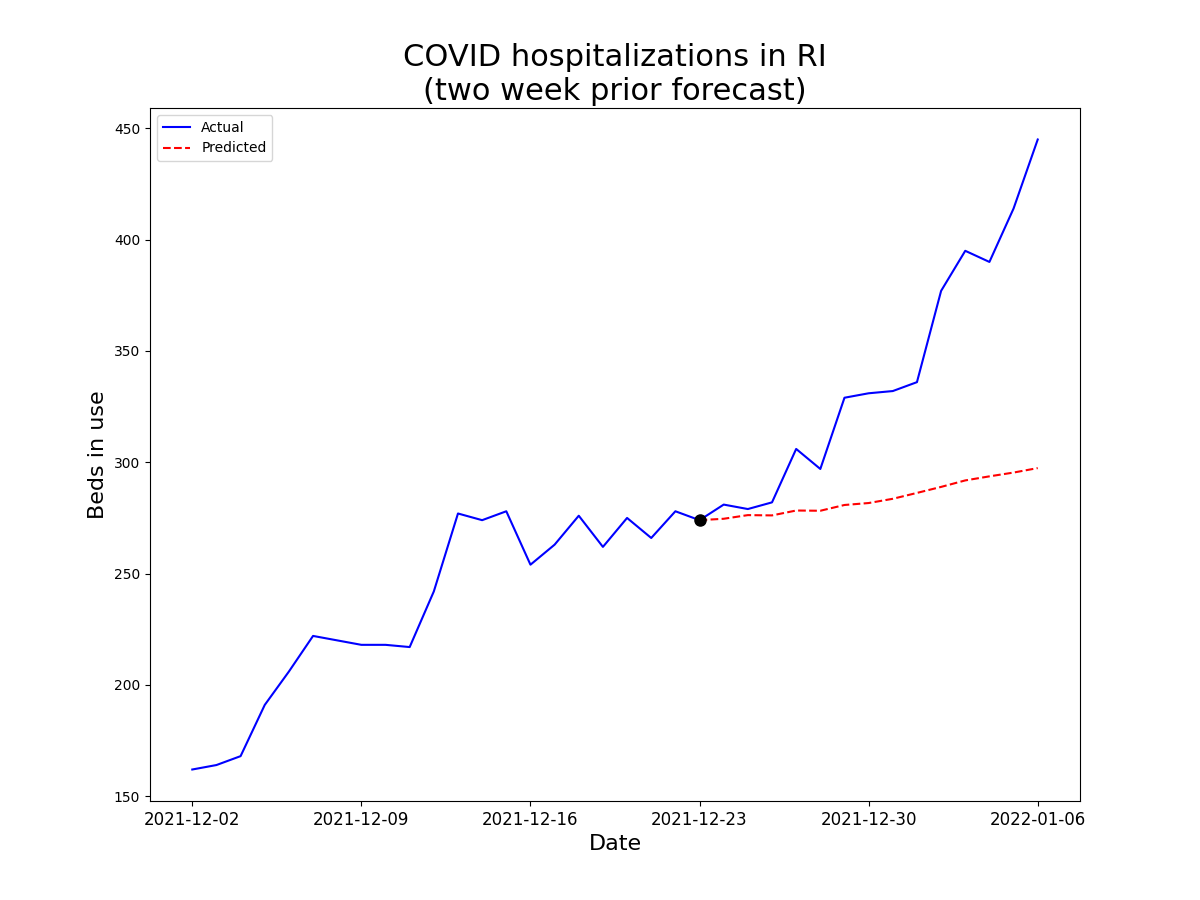 COVID hospitalizations in RI
(two week prior forecast)
Actual
Predicted
450
400
350
300
250
200
150
Beds in use
2021-12-02 2021-12-09 2021-12-16 2021-12-23 2021-12-30 2022-01-06
Date